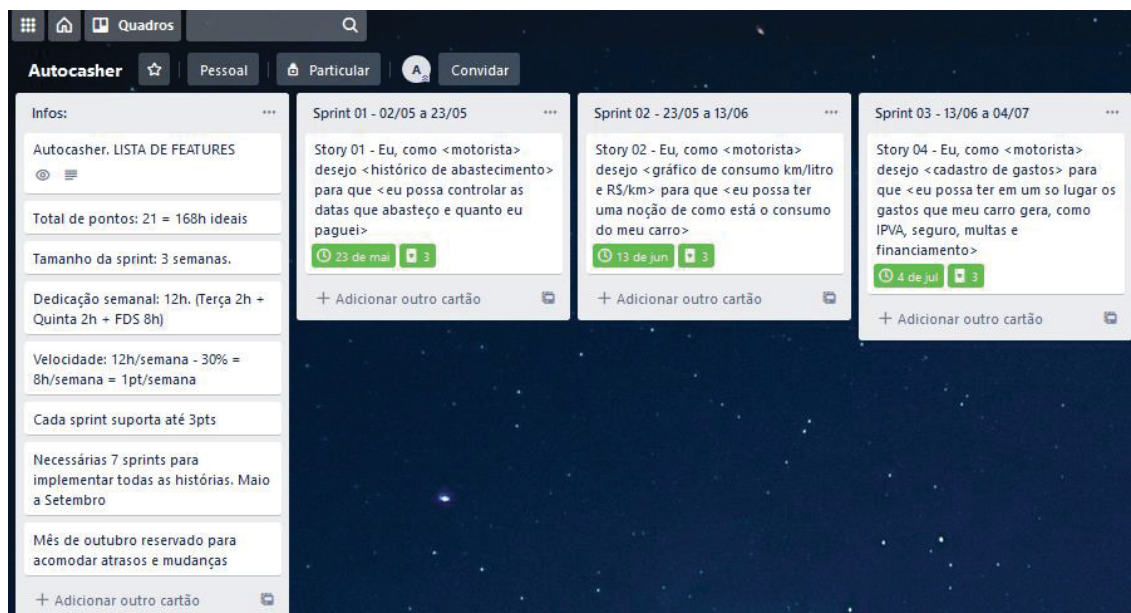 Quadros
Autocasher
Pessoal
Particular
A
Convidar
Infos:
Autocasher. LISTA DE FEATURES
Total de pontos: 21 = 168h ideais
Tamanho da sprint: 3 semanas.
Dedicação semanal: 12h. (Terça 2h +
Quinta 2h + FDS 8h)
Velocidade: 12h/semana - 30% =
8h/semana = 1pt/semana
Cada sprint suporta até 3pts
Necessárias 7 sprints para
implementar todas as histórias. Maio
a Setembro
Mês de outubro reservado para
acomodar atrasos e mudanças
+ Adicionar outro cartão
Sprint 01 - 02/05 a 23/05
Story 01 - Eu, como <motorista>
desejo <histórico de abastecimento>
para que <eu possa controlar as
datas que abasteço e quanto eu
paguei>
23 de mai 3
+ Adicionar outro cartão
Sprint 02 - 23/05 a 13/06
Story 02 - Eu, como <motorista>
desejo <gráfico de consumo km/litro
e R$/km> para que <eu possa ter
uma noção de como está o consumo
do meu carro>
13 de jun 3
+ Adicionar outro cartão
Sprint 03 - 13/06 a 04/07
Story 04 - Eu, como <motorista>
desejo <cadastro de gastos> para
que <eu possa ter em um so lugar os
gastos que meu carro gera, como
IPVA, seguro, multas e
financiamento>
4 de jul 3
+ Adicionar outro cartão